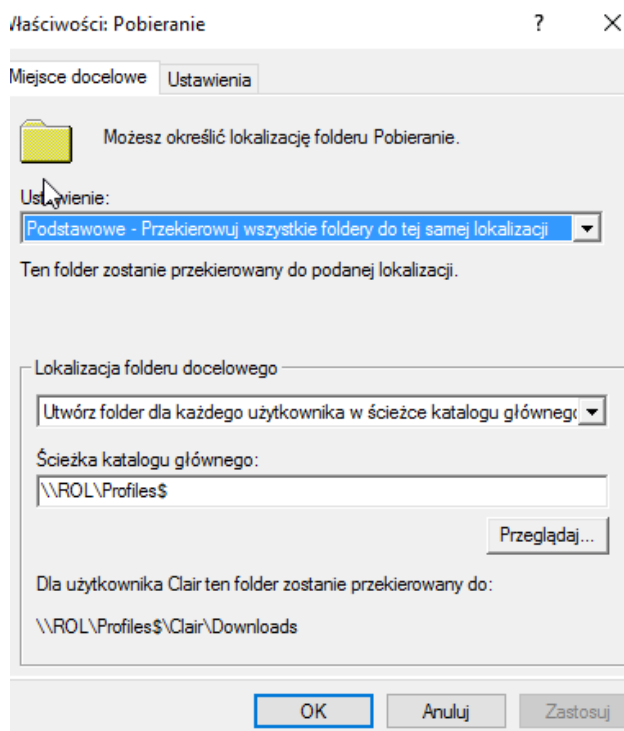 Właściwości: Pobieranie ?
Miejsce docelowe Ustawienia
Możesz określić lokalizację folderu Pobieranie.
Ustawienie:
Podstawowe - Przekierowuj wszystkie foldery do tej samej lokalizacji
Ten folder zostanie przekierowany do podanej lokalizacji.
Lokalizacja folderu docelowego
Utwórz folder dla każdego użytkownika w ścieżce katalogu głównego
Ścieżka katalogu głównego:
\\ROL\Profiles$
Przeglądaj...
Dla użytkownika Clair ten folder zostanie przekierowany do:
\\ROL\Profiles$\Clair\Downloads
OK Anuluj Zastosuj